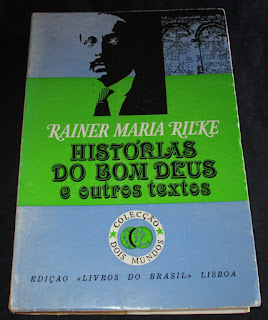 RAINER MARIA RILKE
HISTÓRIAS
DO BOM DEUS
e outros textos
COLECÇÃO
DOIS MUNDOS
EDIÇÃO «LIVROS DO BRASIL» LISBOA